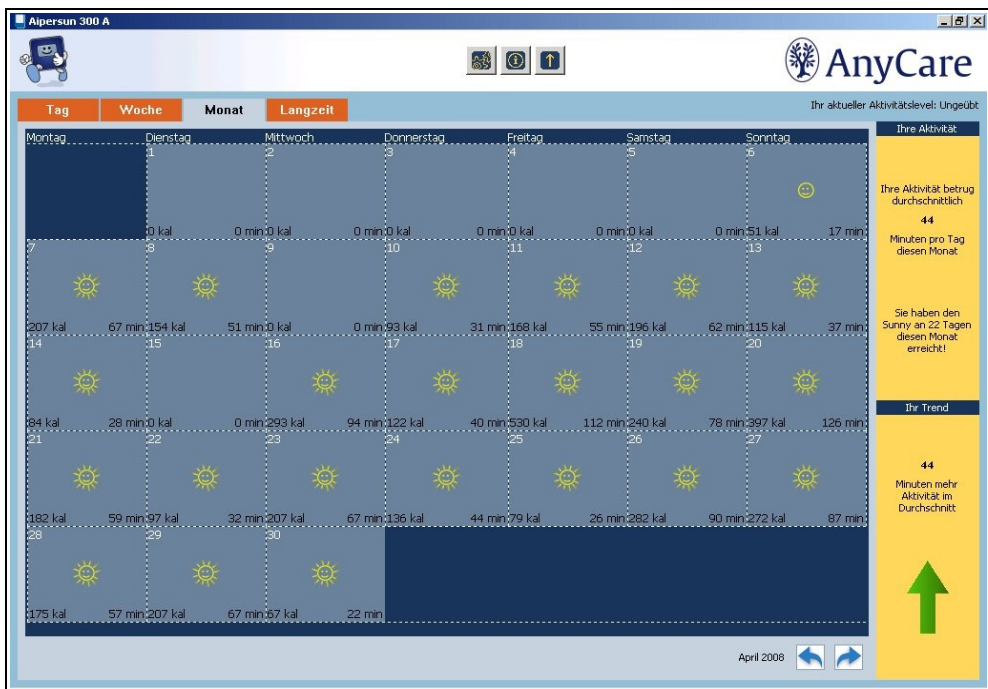 Aipersun 300 A
AnyCare
Tag Woche Monat Langzeit
Ihr aktueller Aktivitätslevel: Ungeübt
Montag Dienstag Mittwoch Donnerstag Freitag Samstag Sonntag
1 2 3 4 5 6
0 kal 0 min 0 kal 0 min 0 kal 0 min 0 kal 0 min 0 kal 0 min 51 kal 17 min
7 8 9 10 11 12 13
207 kal 67 min 154 kal 51 min 0 kal 0 min 93 kal 31 min 168 kal 55 min 196 kal 62 min 115 kal 37 min
14 15 16 17 18 19 20
84 kal 28 min 0 kal 0 min 293 kal 94 min 122 kal 40 min 530 kal 112 min 240 kal 78 min 397 kal 126 min
21 22 23 24 25 26 27
182 kal 59 min 97 kal 32 min 207 kal 67 min 136 kal 44 min 79 kal 26 min 282 kal 90 min 272 kal 87 min
28 29 30
175 kal 57 min 207 kal 67 min 67 kal 22 min
April 2008
Ihre Aktivität
Ihre Aktivität betrug
durchschnittlich
44
Minuten pro Tag
diesen Monat
Sie haben den
Sunny an 22 Tagen
diesen Monat
erreicht!
Ihr Trend
44
Minuten mehr
Aktivität im
Durchschnitt